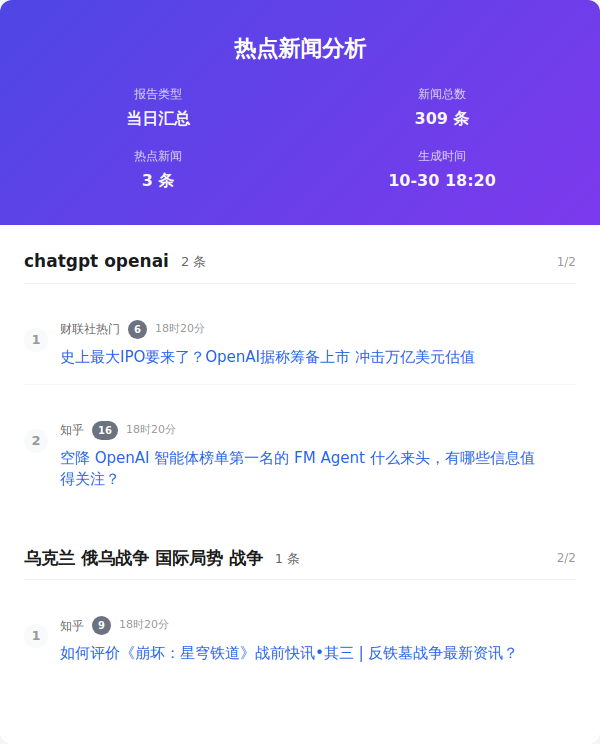 热点新闻分析
报告类型
新闻总数
当日汇总
309 条
热点新闻
生成时间
3 条
10-30 18:20
chatgpt openai 2 条 1/2
1 财联社热门 6 18时20分
史上最大IPO要来了？OpenAI据称筹备上市 冲击万亿美元估值
2 知乎 16 18时20分
空降 OpenAI 智能体榜单第一名的 FM Agent 什么来头，有哪些信息值
得关注？
乌克兰 俄乌战争 国际局势 战争 1 条 2/2
1 知乎 9 18时20分
如何评价《崩坏：星穹铁道》战前快讯•其三 | 反铁墓战争最新资讯？